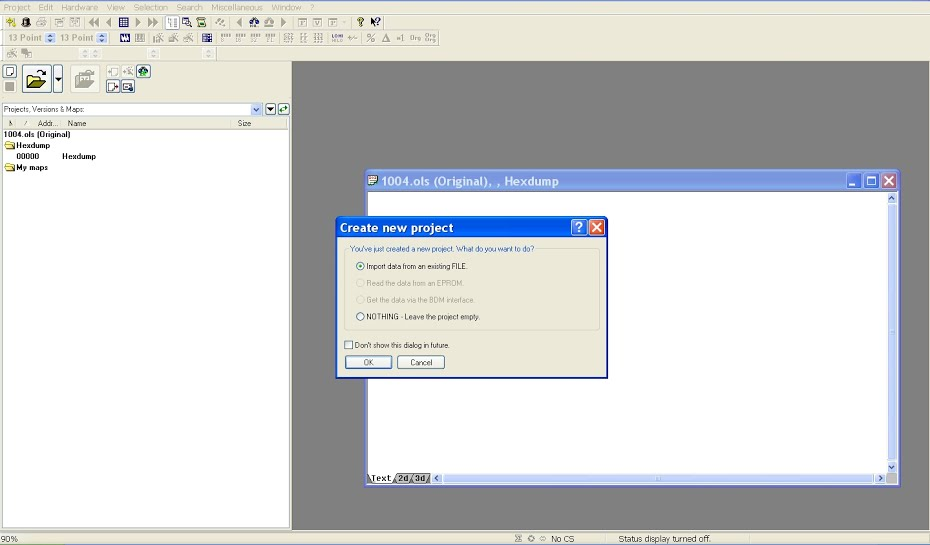 Project Edit Hardware View Selection Search Miscellaneous Window ?
13 Point 13 Point
Projects, Versions & Maps:
Addr... Name Size
1004.ols (Original)
Hexdump
00000 Hexdump
My maps
1004.ols (Original), , Hexdump
Create new project
You've just created a new project. What do you want to do?
Import data from an existing FILE.
Read the data from an EPROM.
Get the data via the BDM interface.
NOTHING - Leave the project empty.
Don't show this dialog in future.
OK Cancel
Text 2d 3d
90% No CS Status display turned off.